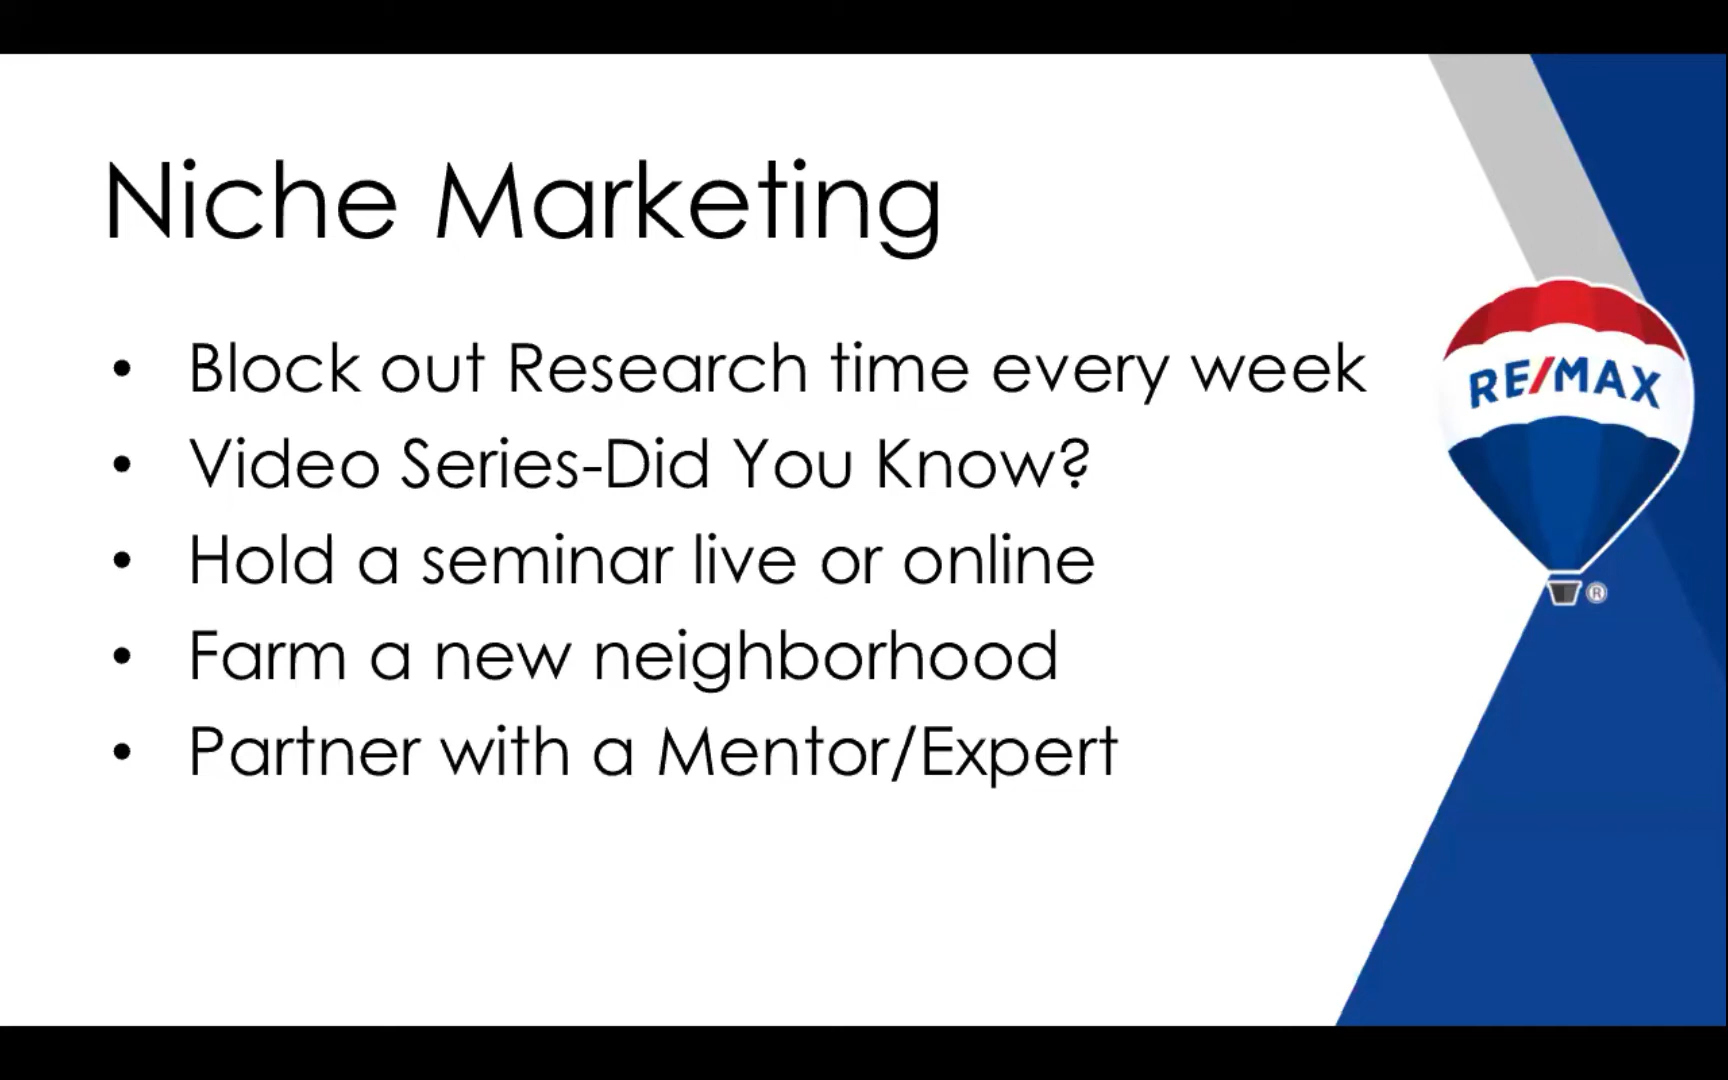 Niche Marketing
• Block out Research time every week
• Video Series-Did You Know?
• Hold a seminar live or online
• Farm a new neighborhood
• Partner with a Mentor/Expert
RE/MAX
®